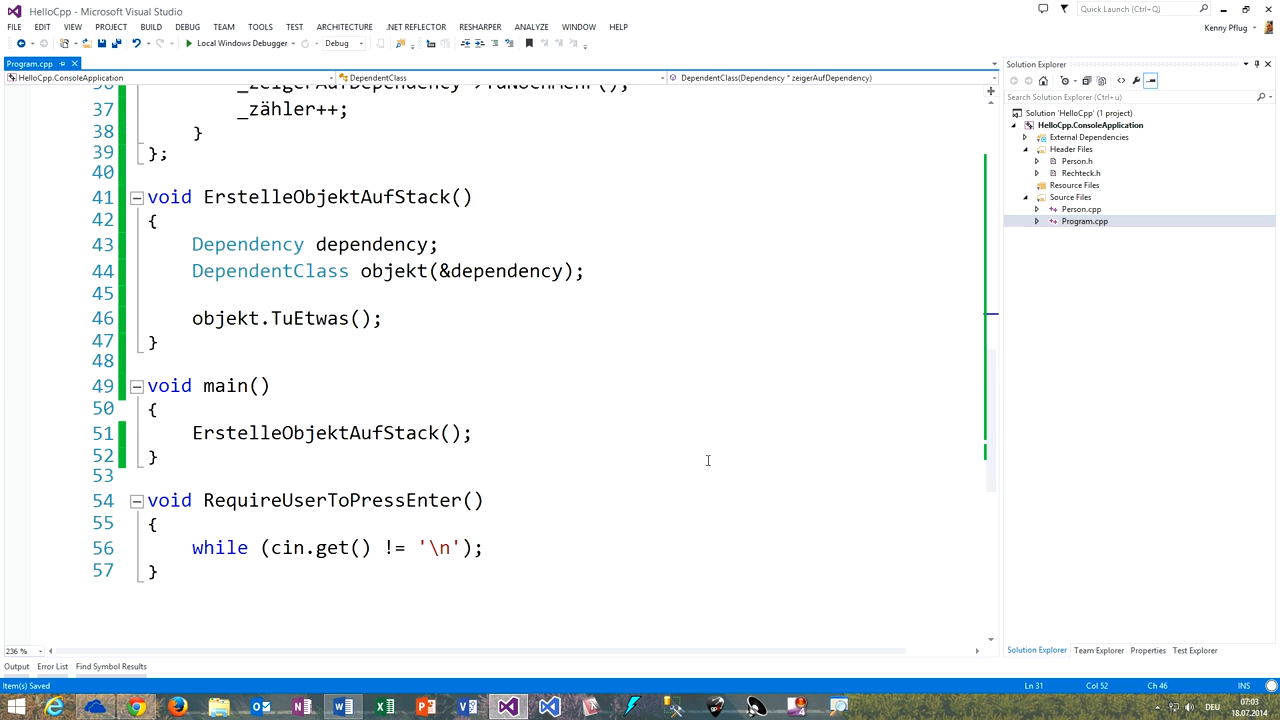 HelloCpp - Microsoft Visual Studio
Quick Launch (Ctrl+Q)
FILE EDIT VIEW PROJECT BUILD DEBUG TEAM TOOLS TEST ARCHITECTURE .NET REFLECTOR RESHARPER ANALYZE WINDOW HELP
Kenny Pflug
Local Windows Debugger Debug
Program.cpp
HelloCpp.ConsoleApplication DependentClass DependentClass(Dependency * zeigerAufDependency)
36 _zeigerAufDependency->TuNochMehr();
37 _zähler++;
38 }
39 };
40
41 void ErstelleObjektAufStack()
42 {
43 Dependency dependency;
44 DependentClass objekt(&dependency);
45
46 objekt.TuEtwas();
47 }
48
49 void main()
50 {
51 ErstelleObjektAufStack();
52 }
53
54 void RequireUserToPressEnter()
55 {
56 while (cin.get() != '\n');
57 }
236 %
Output Error List Find Symbol Results
Solution Explorer
Search Solution Explorer (Ctrl+ü)
Solution 'HelloCpp' (1 project)
HelloCpp.ConsoleApplication
External Dependencies
Header Files
Person.h
Rechteck.h
Resource Files
Source Files
Person.cpp
Program.cpp
Solution Explorer Team Explorer Properties Test Explorer
Item(s) Saved Ln 31 Col 52 Ch 46 INS
DEU 07:03
18.07.2014